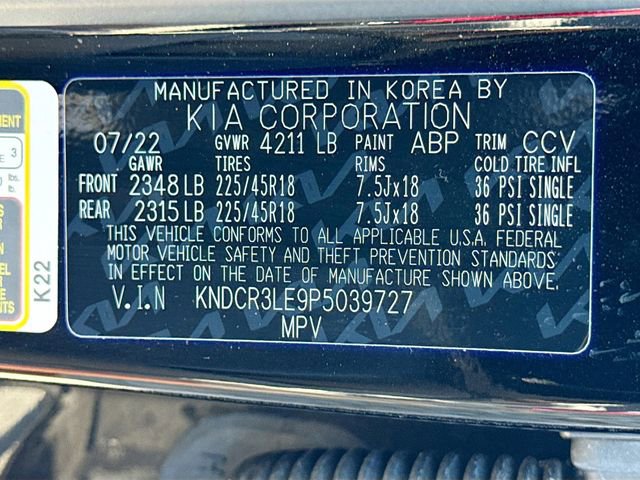 MANUFACTURED IN KOREA BY
KIA CORPORATION
07/22 GVWR 4211 LB PAINT ABP TRIM CCV
GAWR TIRES RIMS COLD TIRE INFL
FRONT 2348 LB 225/45R18 7.5Jx18 36 PSI SINGLE
REAR 2315 LB 225/45R18 7.5Jx18 36 PSI SINGLE
THIS VEHICLE CONFORMS TO ALL APPLICABLE U.S.A. FEDERAL
MOTOR VEHICLE SAFETY AND THEFT PREVENTION STANDARDS
IN EFFECT ON THE DATE OF MANUFACTURE SHOWN ABOVE.
V.I.N KNDCR3LE9P5039727
MPV
K22
3
lbs.